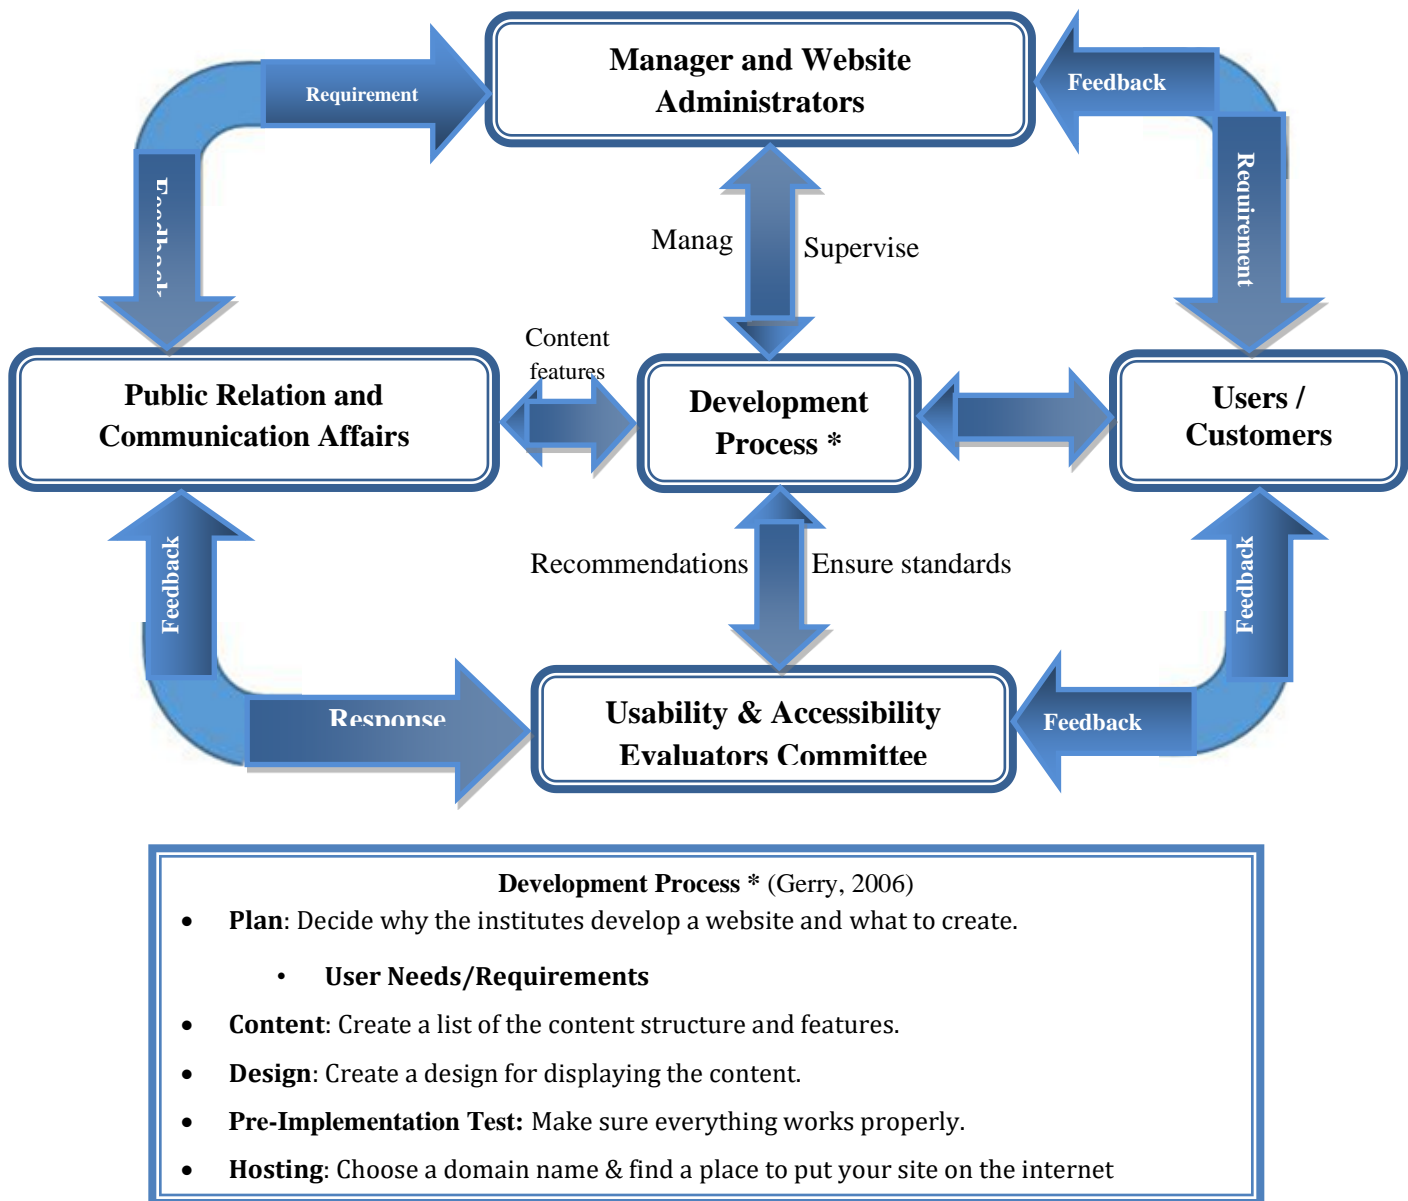 Manager and Website
Administrators
Requirement
Feedback
Feedback
Requirement
Manag
Supervise
Content
features
Public Relation and
Communication Affairs
Development
Process *
Users /
Customers
Recommendations
Ensure standards
Feedback
Feedback
Response
Usability & Accessibility
Evaluators Committee
Feedback
Development Process * (Gerry, 2006)
• Plan: Decide why the institutes develop a website and what to create.
• User Needs/Requirements
• Content: Create a list of the content structure and features.
• Design: Create a design for displaying the content.
• Pre-Implementation Test: Make sure everything works properly.
• Hosting: Choose a domain name & find a place to put your site on the internet